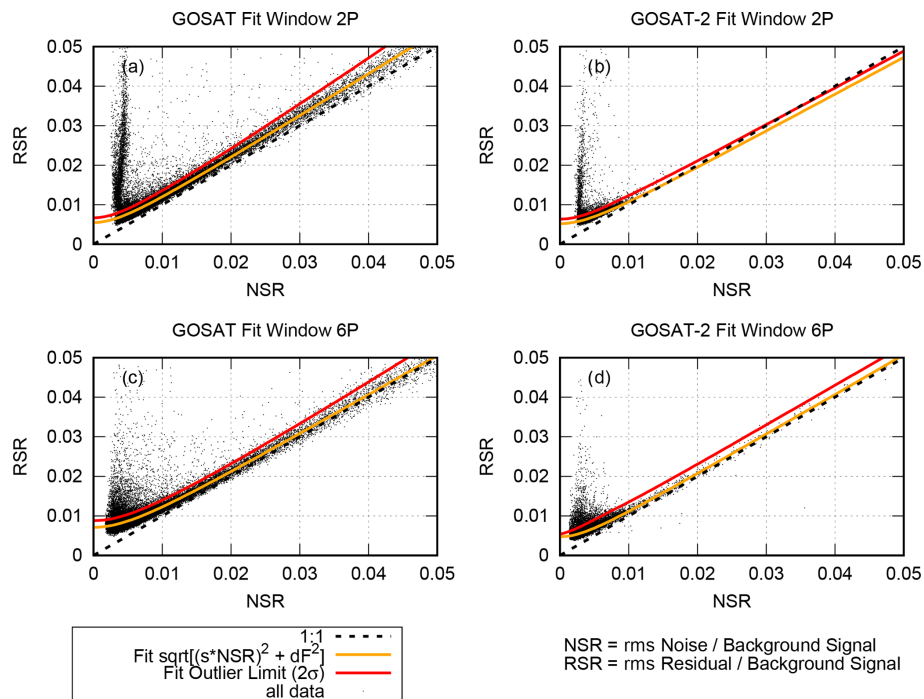 GOSAT Fit Window 2P
GOSAT-2 Fit Window 2P
(a)
RSR
0.05
0.04
0.03
0.02
0.01
0
0 0.01 0.02 0.03 0.04 0.05
NSR
(b)
RSR
0.05
0.04
0.03
0.02
0.01
0
0 0.01 0.02 0.03 0.04 0.05
NSR
GOSAT Fit Window 6P
GOSAT-2 Fit Window 6P
(c)
RSR
0.05
0.04
0.03
0.02
0.01
0
0 0.01 0.02 0.03 0.04 0.05
NSR
(d)
RSR
0.05
0.04
0.03
0.02
0.01
0
0 0.01 0.02 0.03 0.04 0.05
NSR
1:1
Fit sqrt[(s*NSR)² + dF²]
Fit Outlier Limit (2σ)
all data
NSR = rms Noise / Background Signal
RSR = rms Residual / Background Signal